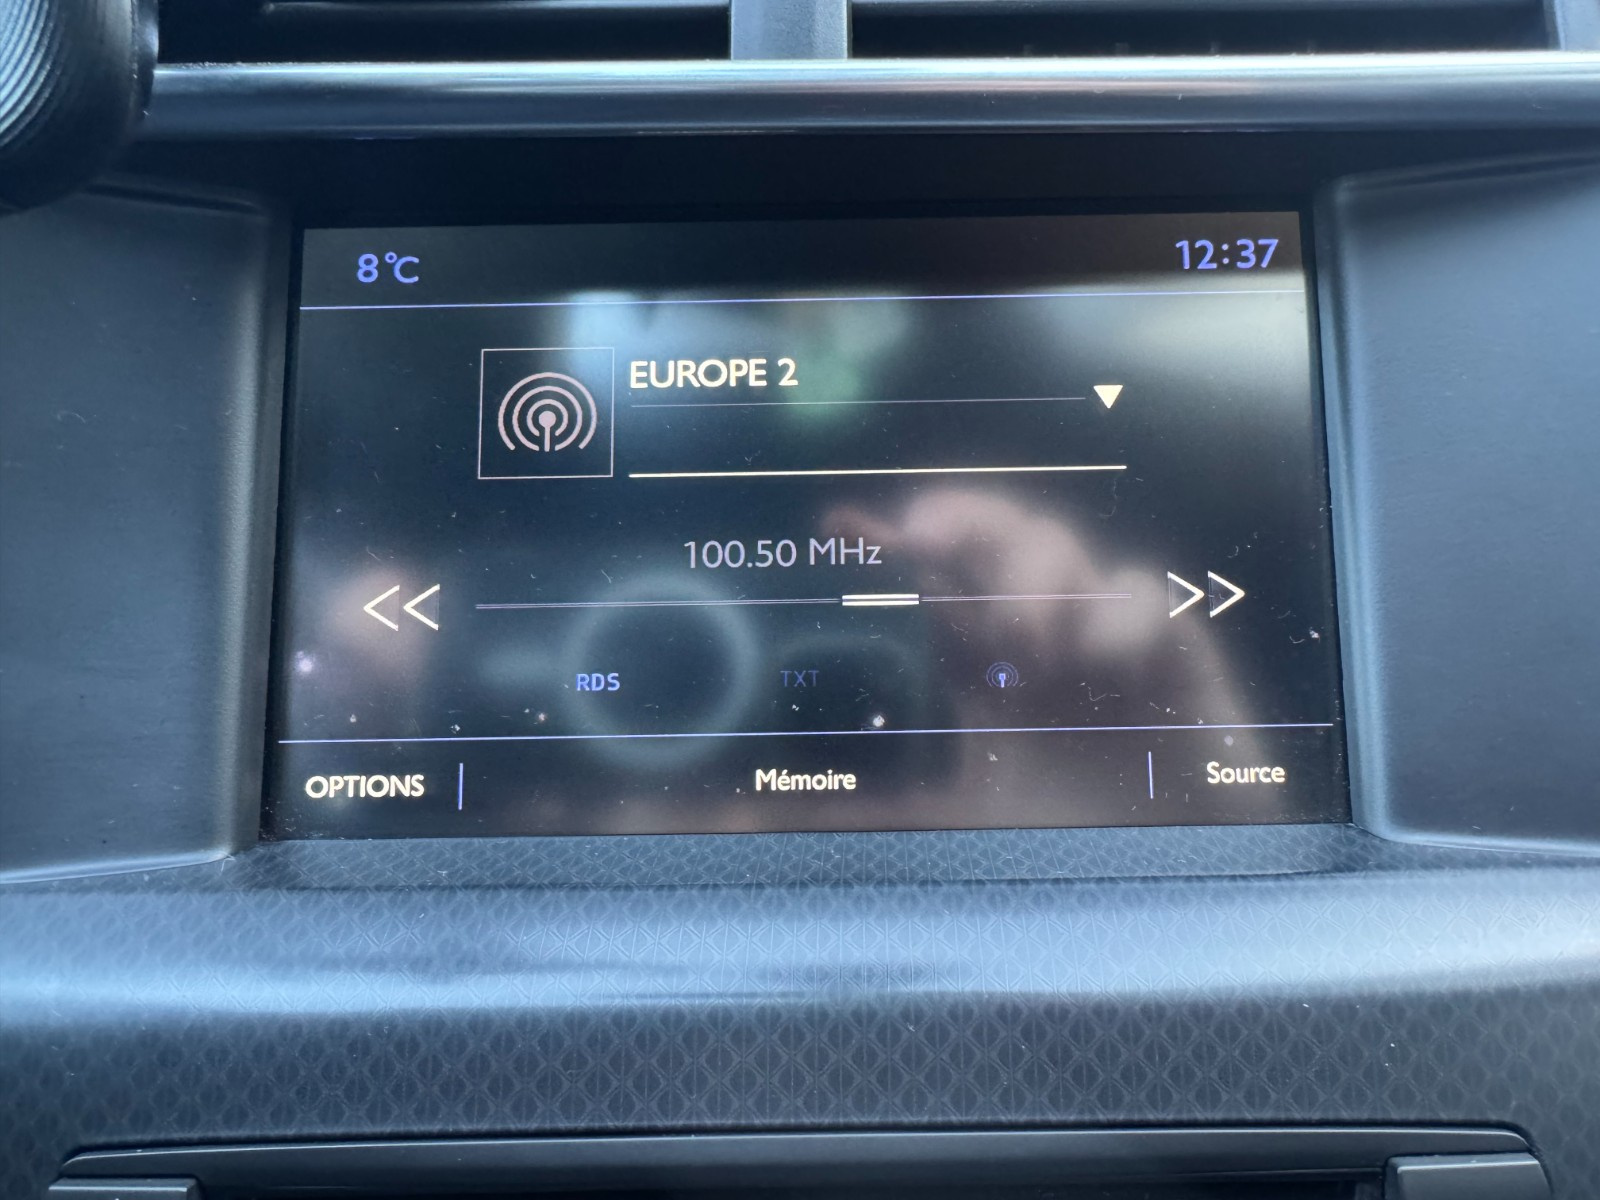 8°C
12:37
EUROPE 2
100.50 MHz
RDS
TXT
OPTIONS
Mémoire
Source